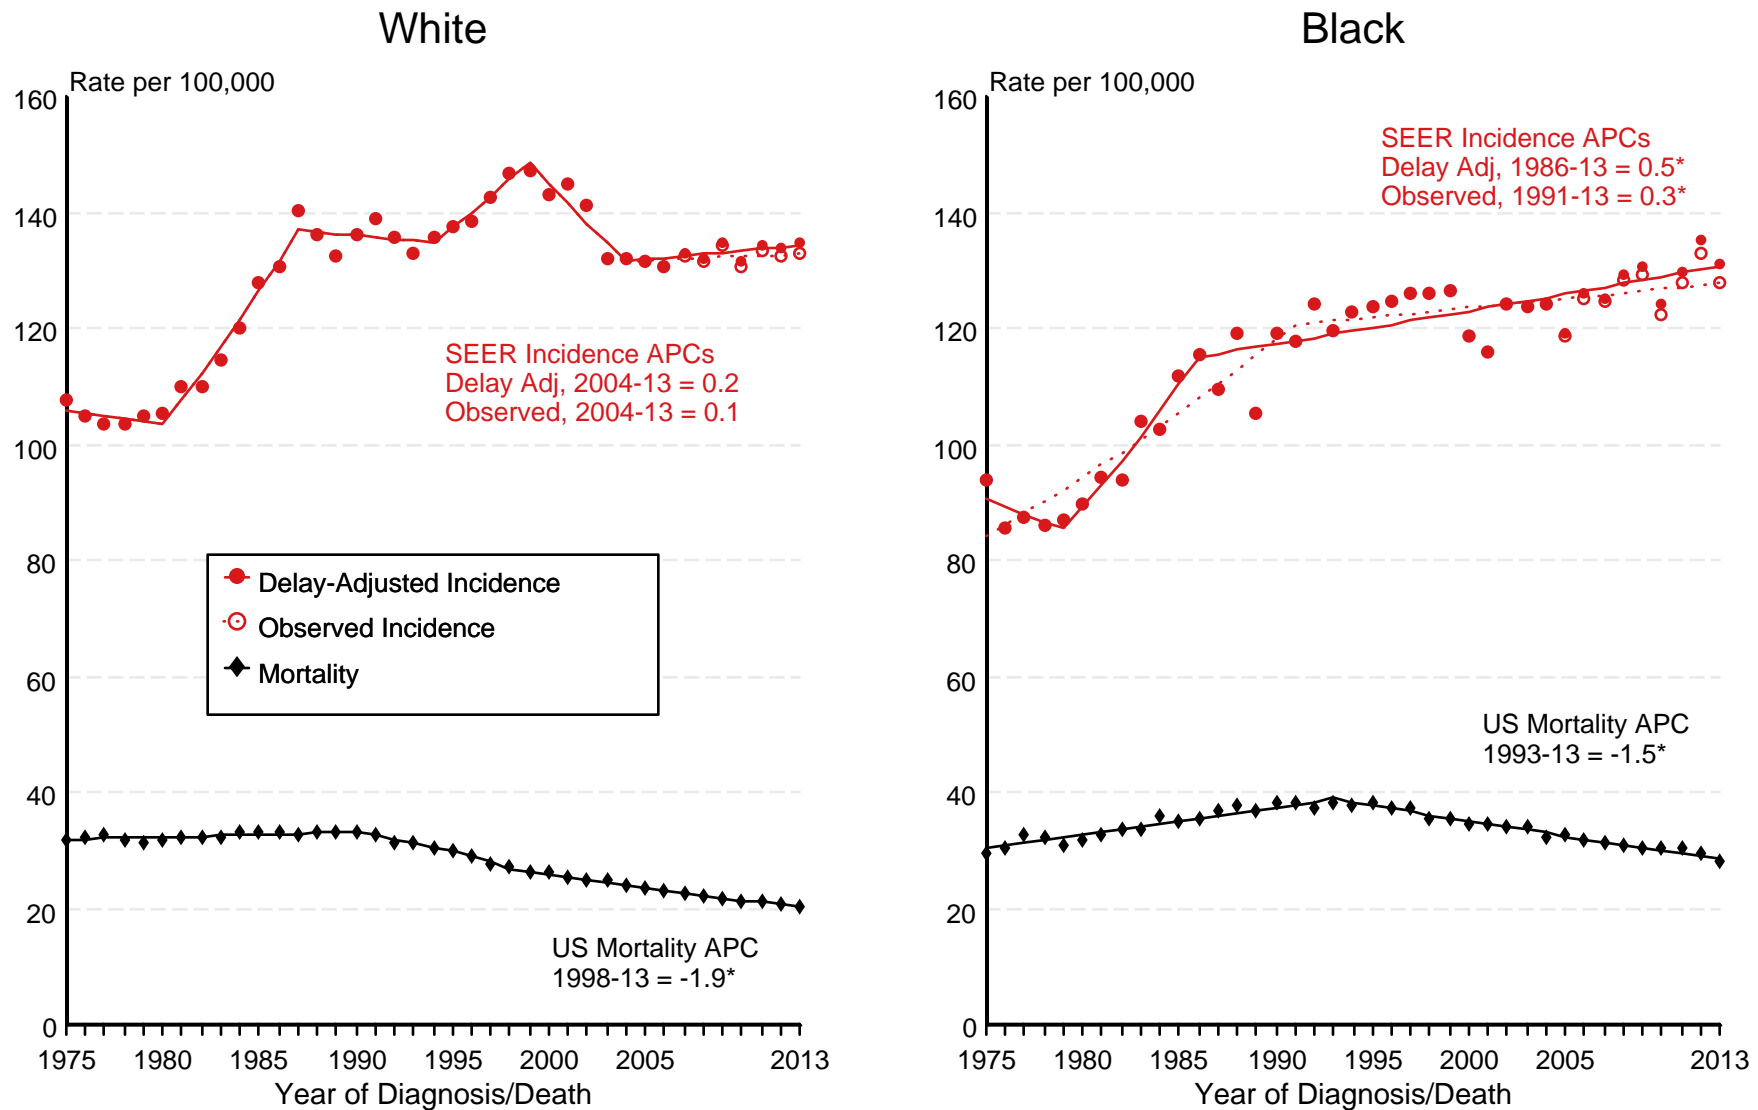 White
Rate per 100,000
160
140
120
100
80
60
40
20
0
SEER Incidence APCs
Delay Adj, 2004-13 = 0.2
Observed, 2004-13 = 0.1
Delay-Adjusted Incidence
Observed Incidence
Mortality
US Mortality APC
1998-13 = -1.9*
1975 1980 1985 1990 1995 2000 2005 2013
Year of Diagnosis/Death
Black
Rate per 100,000
160
140
120
100
80
60
40
20
0
SEER Incidence APCs
Delay Adj, 1986-13 = 0.5*
Observed, 1991-13 = 0.3*
US Mortality APC
1993-13 = -1.5*
1975 1980 1985 1990 1995 2000 2005 2013
Year of Diagnosis/Death